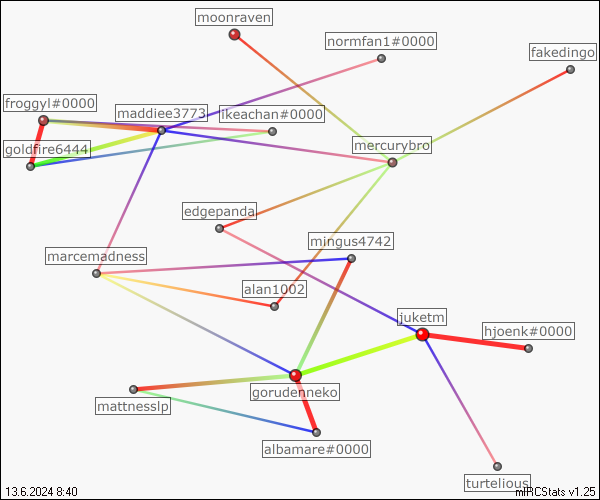 moonraven
normfan1#0000
fakedingo
froggyl#0000
maddiee3773
ikeachan#0000
goldfire6444
mercurybro
edgepanda
mingus4742
marcemadness
alan1002
juketm
hjoenk#0000
gorudenneko
mattnesslp
albamare#0000
turtelious
13.6.2024 8:40
mIRCStats v1.25